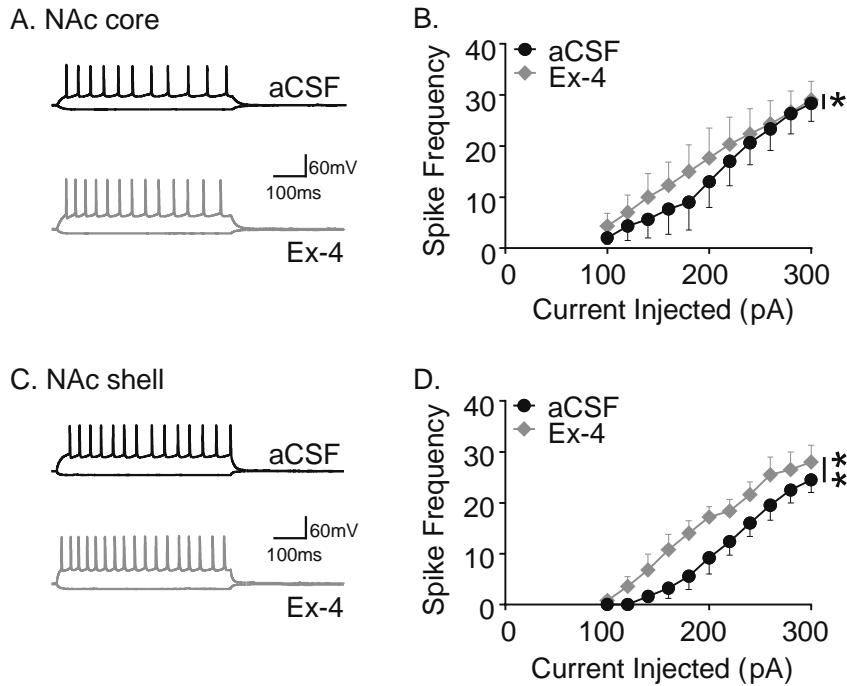 A. NAc core
aCSF
60mV
100ms
Ex-4
B.
aCSF
Ex-4
*
Spike Frequency
40
30
20
10
0
0 100 200 300
Current Injected (pA)
C. NAc shell
aCSF
60mV
100ms
Ex-4
D.
aCSF
Ex-4
**
Spike Frequency
40
30
20
10
0
0 100 200 300
Current Injected (pA)